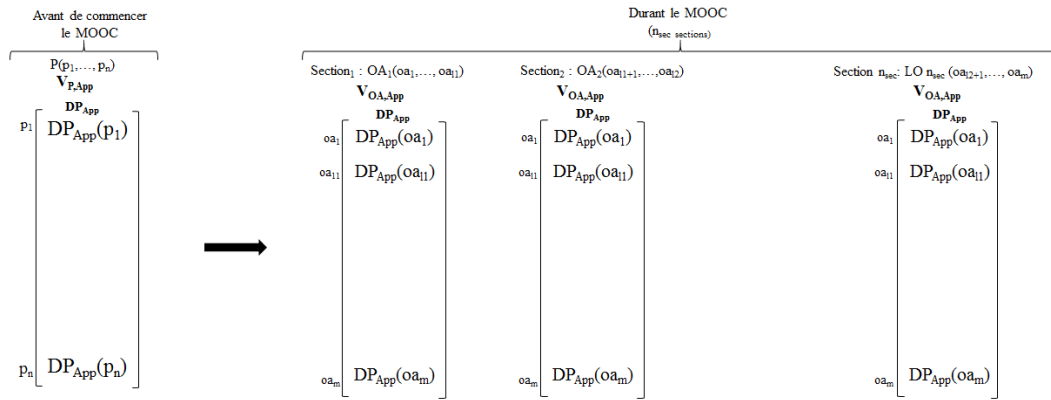 Avant de commencer
le MOOC
P(p1,…, pn)
VP,App
DPApp
p1 DPApp(p1)
pn DPApp(pn)
Durant le MOOC
(nsec sections)
Section1 : OA1(oa1,…, oal1)
VOA,App
DPApp
oa1 DPApp(oa1)
oal1 DPApp(oal1)
oam DPApp(oam)
Section2 : OA2(oal1+1,…,oal2)
VOA,App
DPApp
oa1 DPApp(oa1)
oal1 DPApp(oal1)
oam DPApp(oam)
Section nsec: LO nsec (oal2+1,…, oam)
VOA,App
DPApp
oa1 DPApp(oa1)
oal1 DPApp(oal1)
oam DPApp(oam)